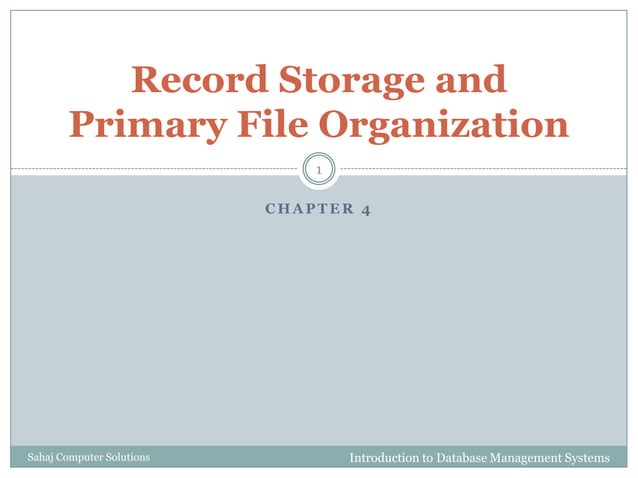 Record Storage and
Primary File Organization
1
CHAPTER 4
Sahaj Computer Solutions
Introduction to Database Management Systems